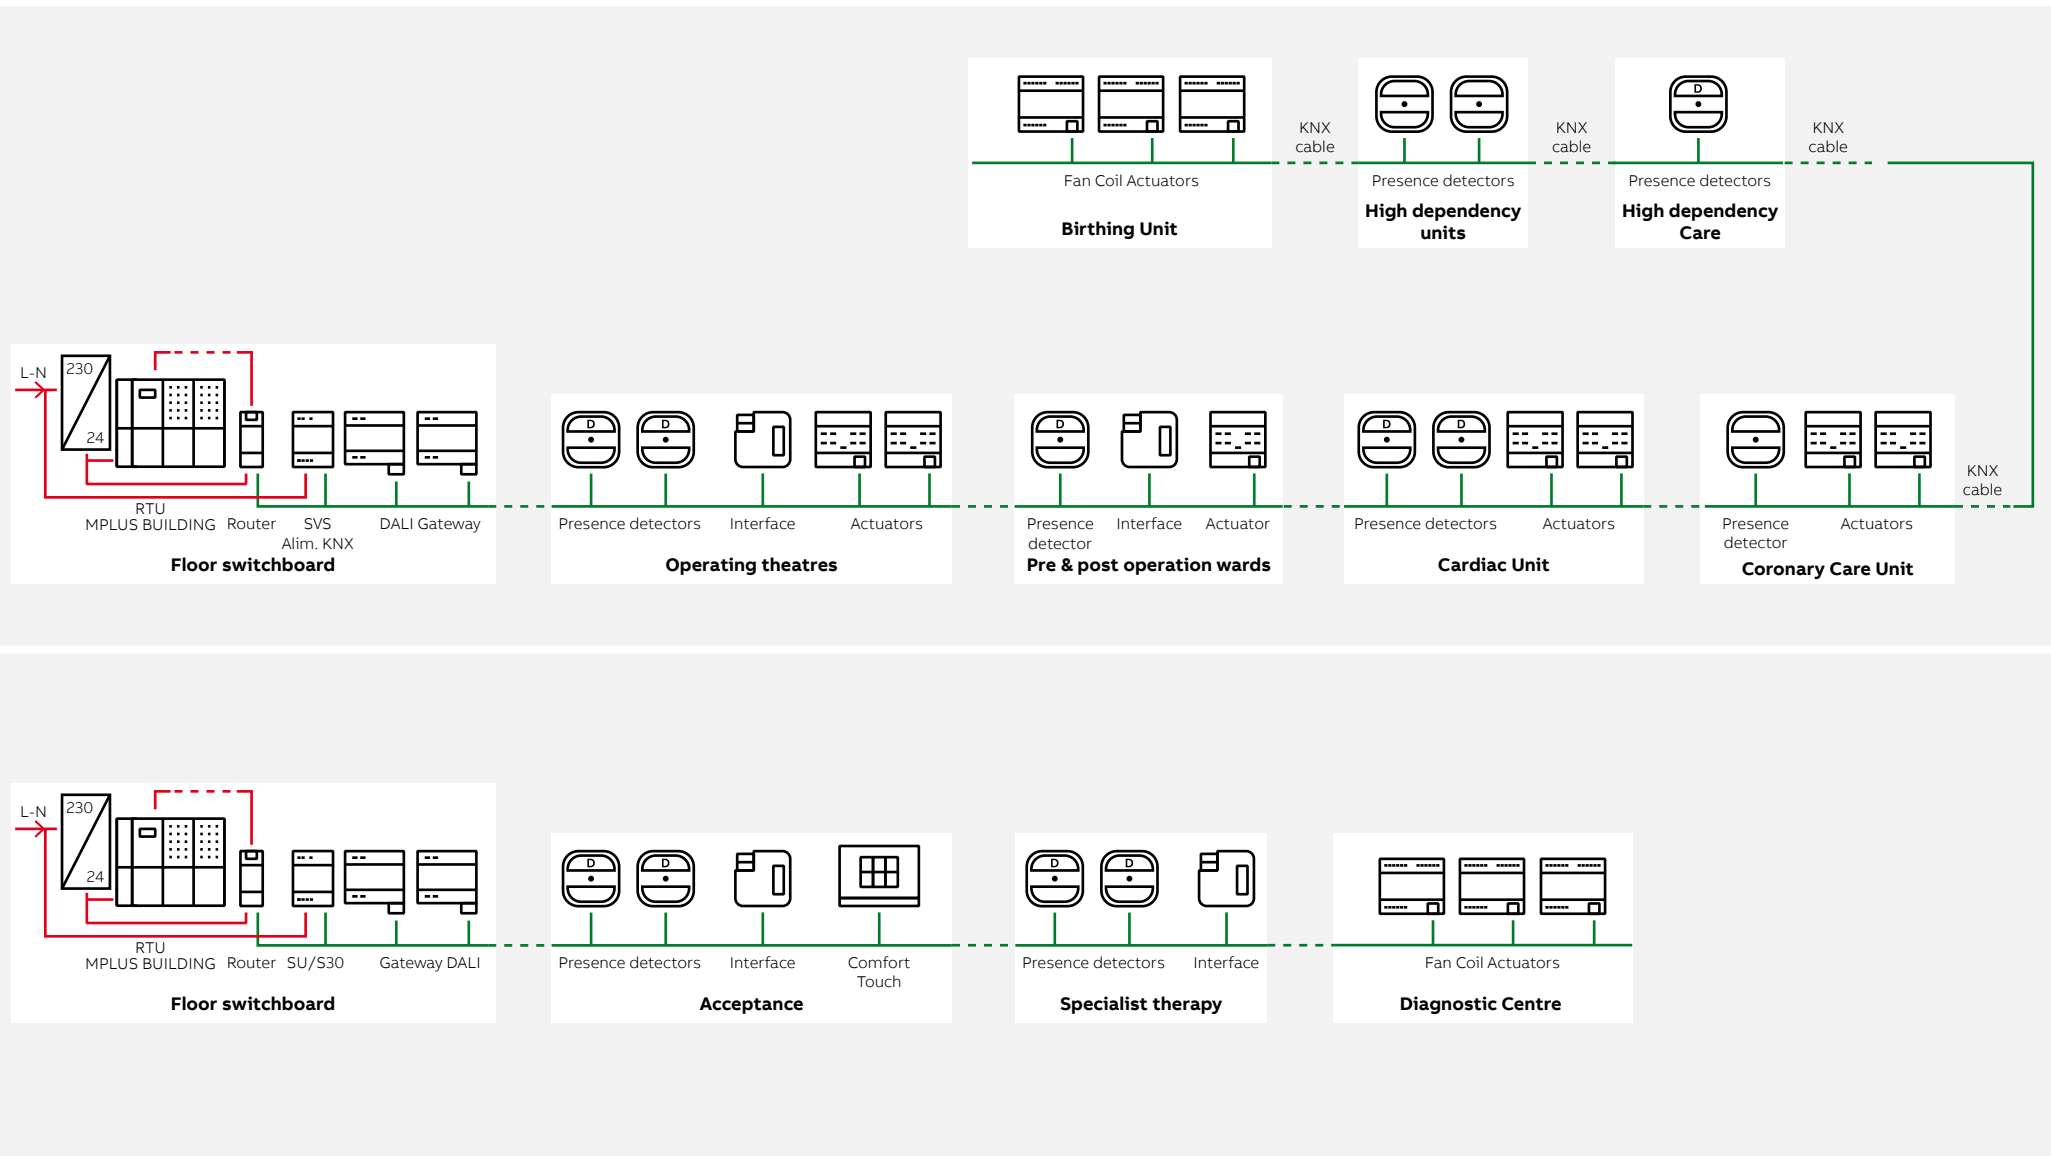 KNX
cable
KNX
cable
KNX
cable
Fan Coil Actuators
Birthing Unit
Presence detectors
High dependency
units
D
Presence detectors
High dependency
Care
L-N
230
24
RTU
MPLUS BUILDING
Router
SVS
Alim. KNX
DALI Gateway
Floor switchboard
D
D
Presence detectors
Interface
Actuators
Operating theatres
D
Presence
detector
Interface
Actuator
Pre & post operation wards
D
D
Presence detectors
Actuators
Cardiac Unit
Presence
detector
Actuators
Coronary Care Unit
KNX
cable
L-N
230
24
RTU
MPLUS BUILDING
Router
SU/S30
Gateway DALI
Floor switchboard
D
D
Presence detectors
Interface
Comfort
Touch
Acceptance
D
D
Presence detectors
Interface
Specialist therapy
Fan Coil Actuators
Diagnostic Centre